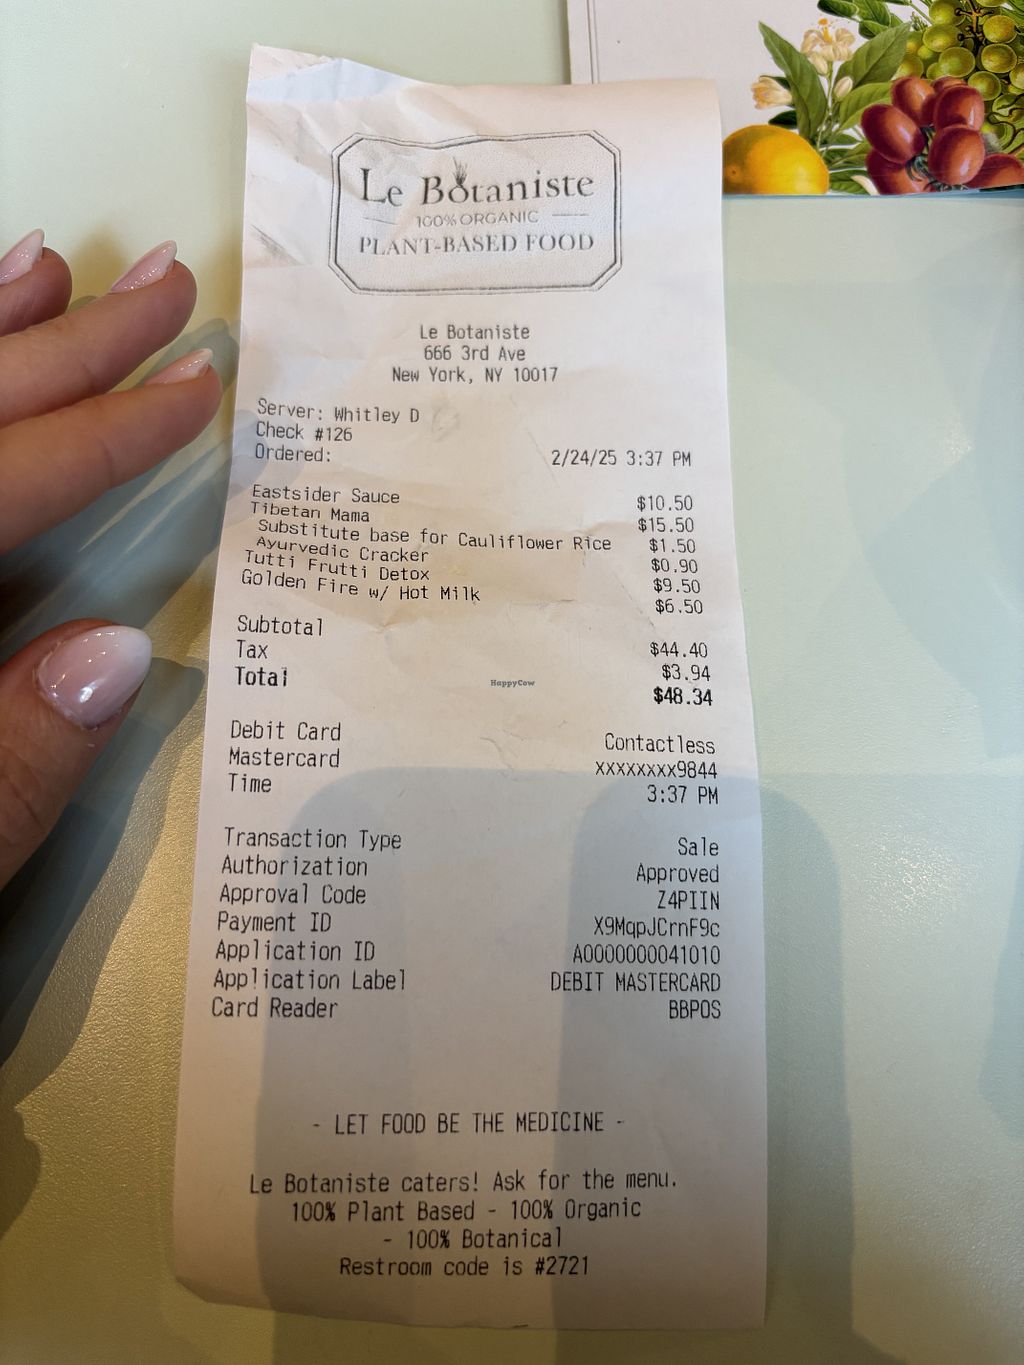 Le Botaniste
100% ORGANIC
PLANT-BASED FOOD
Le Botaniste
666 3rd Ave
New York, NY 10017
Server: Whitley D
Check #126
Ordered: 2/24/25 3:37 PM
Eastsider Sauce $10.50
Tibetan Mama $15.50
Substitute base for Cauliflower Rice $1.50
Ayurvedic Cracker $0.90
Tutti Frutti Detox $9.50
Golden Fire w/ Hot Milk $6.50
Subtotal $44.40
Tax $3.94
Total $48.34
HappyCow
Debit Card Contactless
Mastercard xxxxxxxx9844
Time 3:37 PM
Transaction Type Sale
Authorization Approved
Approval Code Z4PIIN
Payment ID X9MqpJCrnF9c
Application ID A0000000041010
Application Label DEBIT MASTERCARD
Card Reader BBPOS
- LET FOOD BE THE MEDICINE -
Le Botaniste caters! Ask for the menu.
100% Plant Based - 100% Organic
- 100% Botanical
Restroom code is #2721